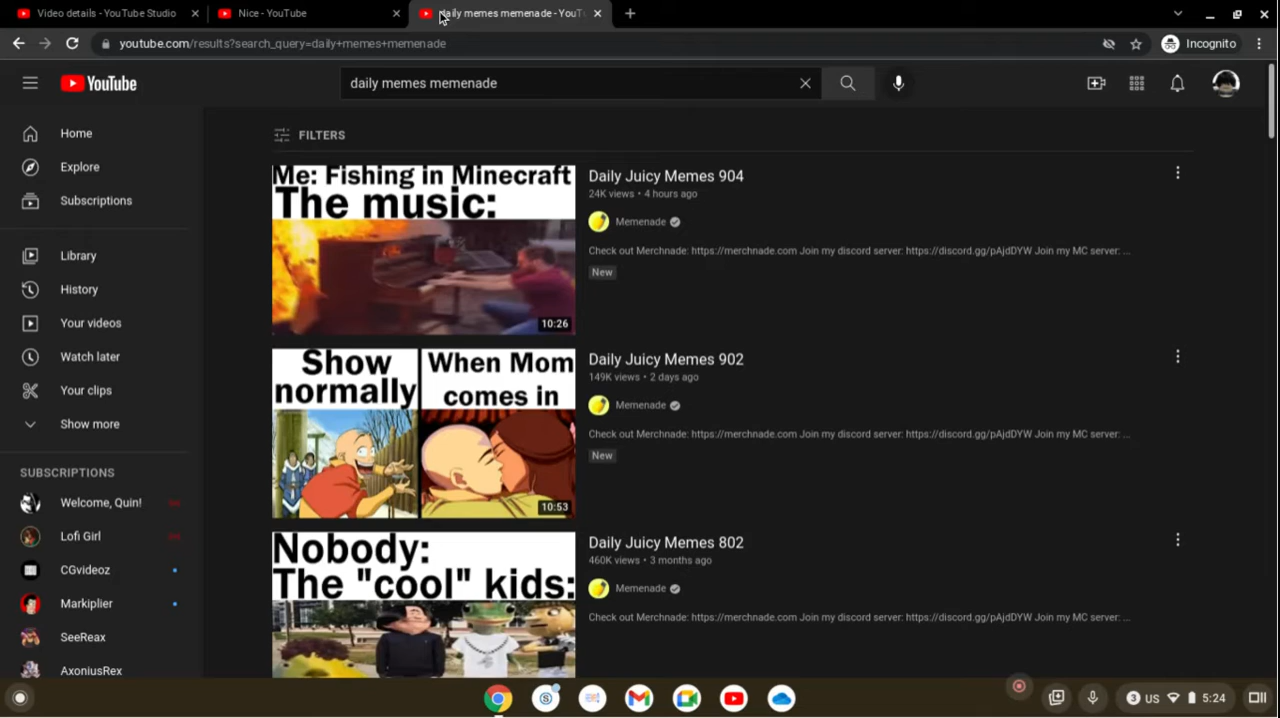 Video details - YouTube Studio
Nice - YouTube
daily memes memenade - YouT
youtube.com/results?search_query=daily+memes+memenade
Incognito
YouTube
daily memes memenade
Home
Explore
Subscriptions
Library
History
Your videos
Watch later
Your clips
Show more
SUBSCRIPTIONS
Welcome, Quin!
Lofi Girl
CGvideoz
Markiplier
SeeReax
AxoniusRex
FILTERS
Me: Fishing in Minecraft
The music:
10:26
Daily Juicy Memes 904
24K views • 4 hours ago
Memenade
Check out Merchnade: https://merchnade.com Join my discord server: https://discord.gg/pAjdDYW Join my MC server: ...
New
Show
normally
When Mom
comes in
10:53
Daily Juicy Memes 902
149K views • 2 days ago
Memenade
Check out Merchnade: https://merchnade.com Join my discord server: https://discord.gg/pAjdDYW Join my MC server: ...
New
Nobody:
The "cool" kids:
Daily Juicy Memes 802
460K views • 3 months ago
Memenade
Check out Merchnade: https://merchnade.com Join my discord server: https://discord.gg/pAjdDYW Join my MC server: ...
3 US 5:24